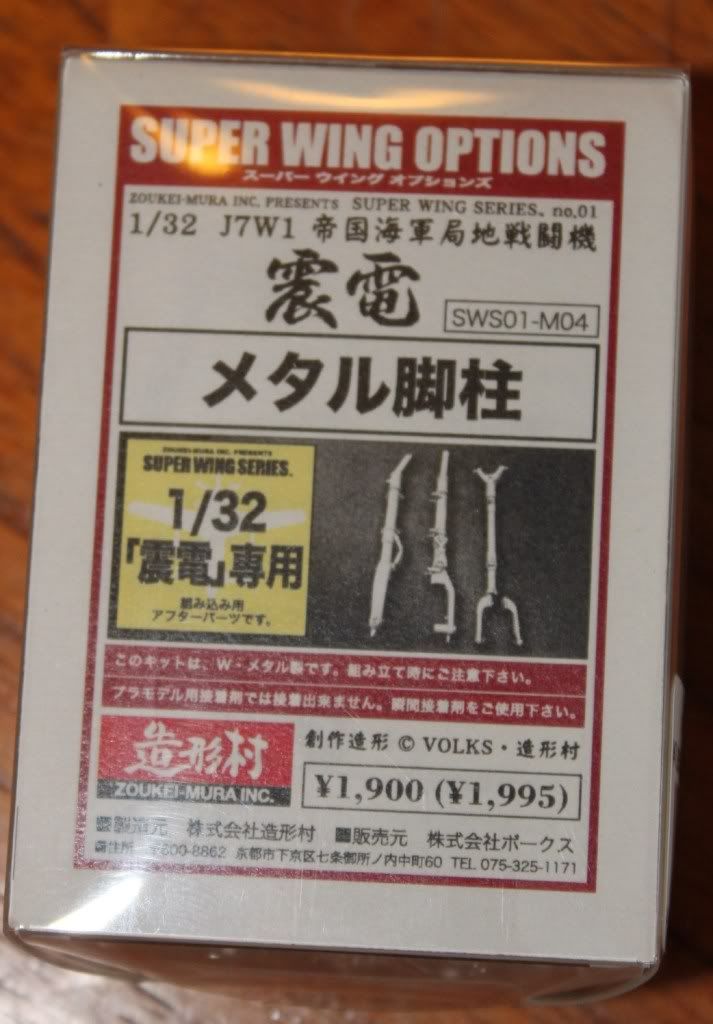 SUPER WING OPTIONS
スーパー ウイング オプションズ
ZOUKEI-MURA INC. PRESENTS SUPER WING SERIES, no.01
1/32 J7W1 帝国海軍局地戦闘機
震電
SWS01-M04
メタル脚柱
ZOUKEI-MURA INC. PRESENTS
SUPER WING SERIES.
1/32
「震電」専用
組み込み用
アフターパーツです。
このキットは、W・メタル製です。組み立て時にご注意下さい。
プラモデル用接着剤では接着出来ません。瞬間接着剤をご使用下さい。
造形村
ZOUKEI-MURA INC.
創作造形 © VOLKS・造形村
¥1,900 (¥1,995)
製造元 株式会社造形村 販売元 株式会社ボークス
住所 〒600-8862 京都市下京区七条御所ノ内中町60 TEL 075-325-1171